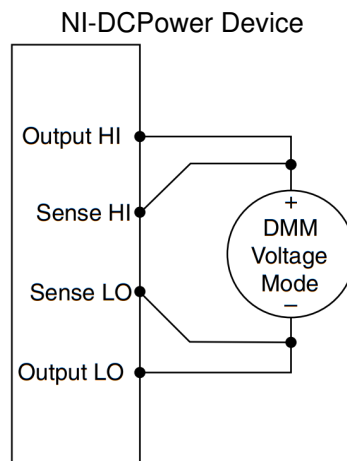 NI-DCPower Device
Output HI
Sense HI
Sense LO
Output LO
+
DMM
Voltage
Mode
−